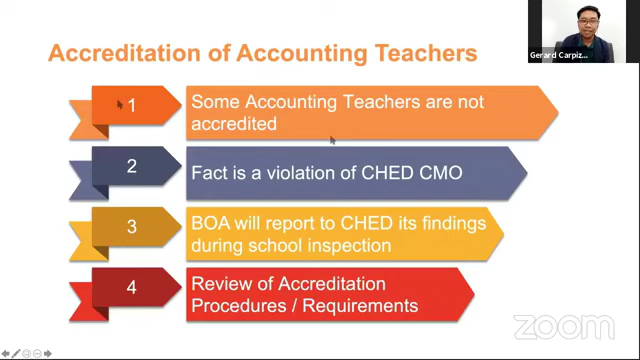 Accreditation of Accounting Teachers
Gerard Carpiz...
1
Some Accounting Teachers are not
accredited
2
Fact is a violation of CHED CMO
3
BOA will report to CHED its findings
during school inspection
4
Review of Accreditation
Procedures / Requirements
zoom